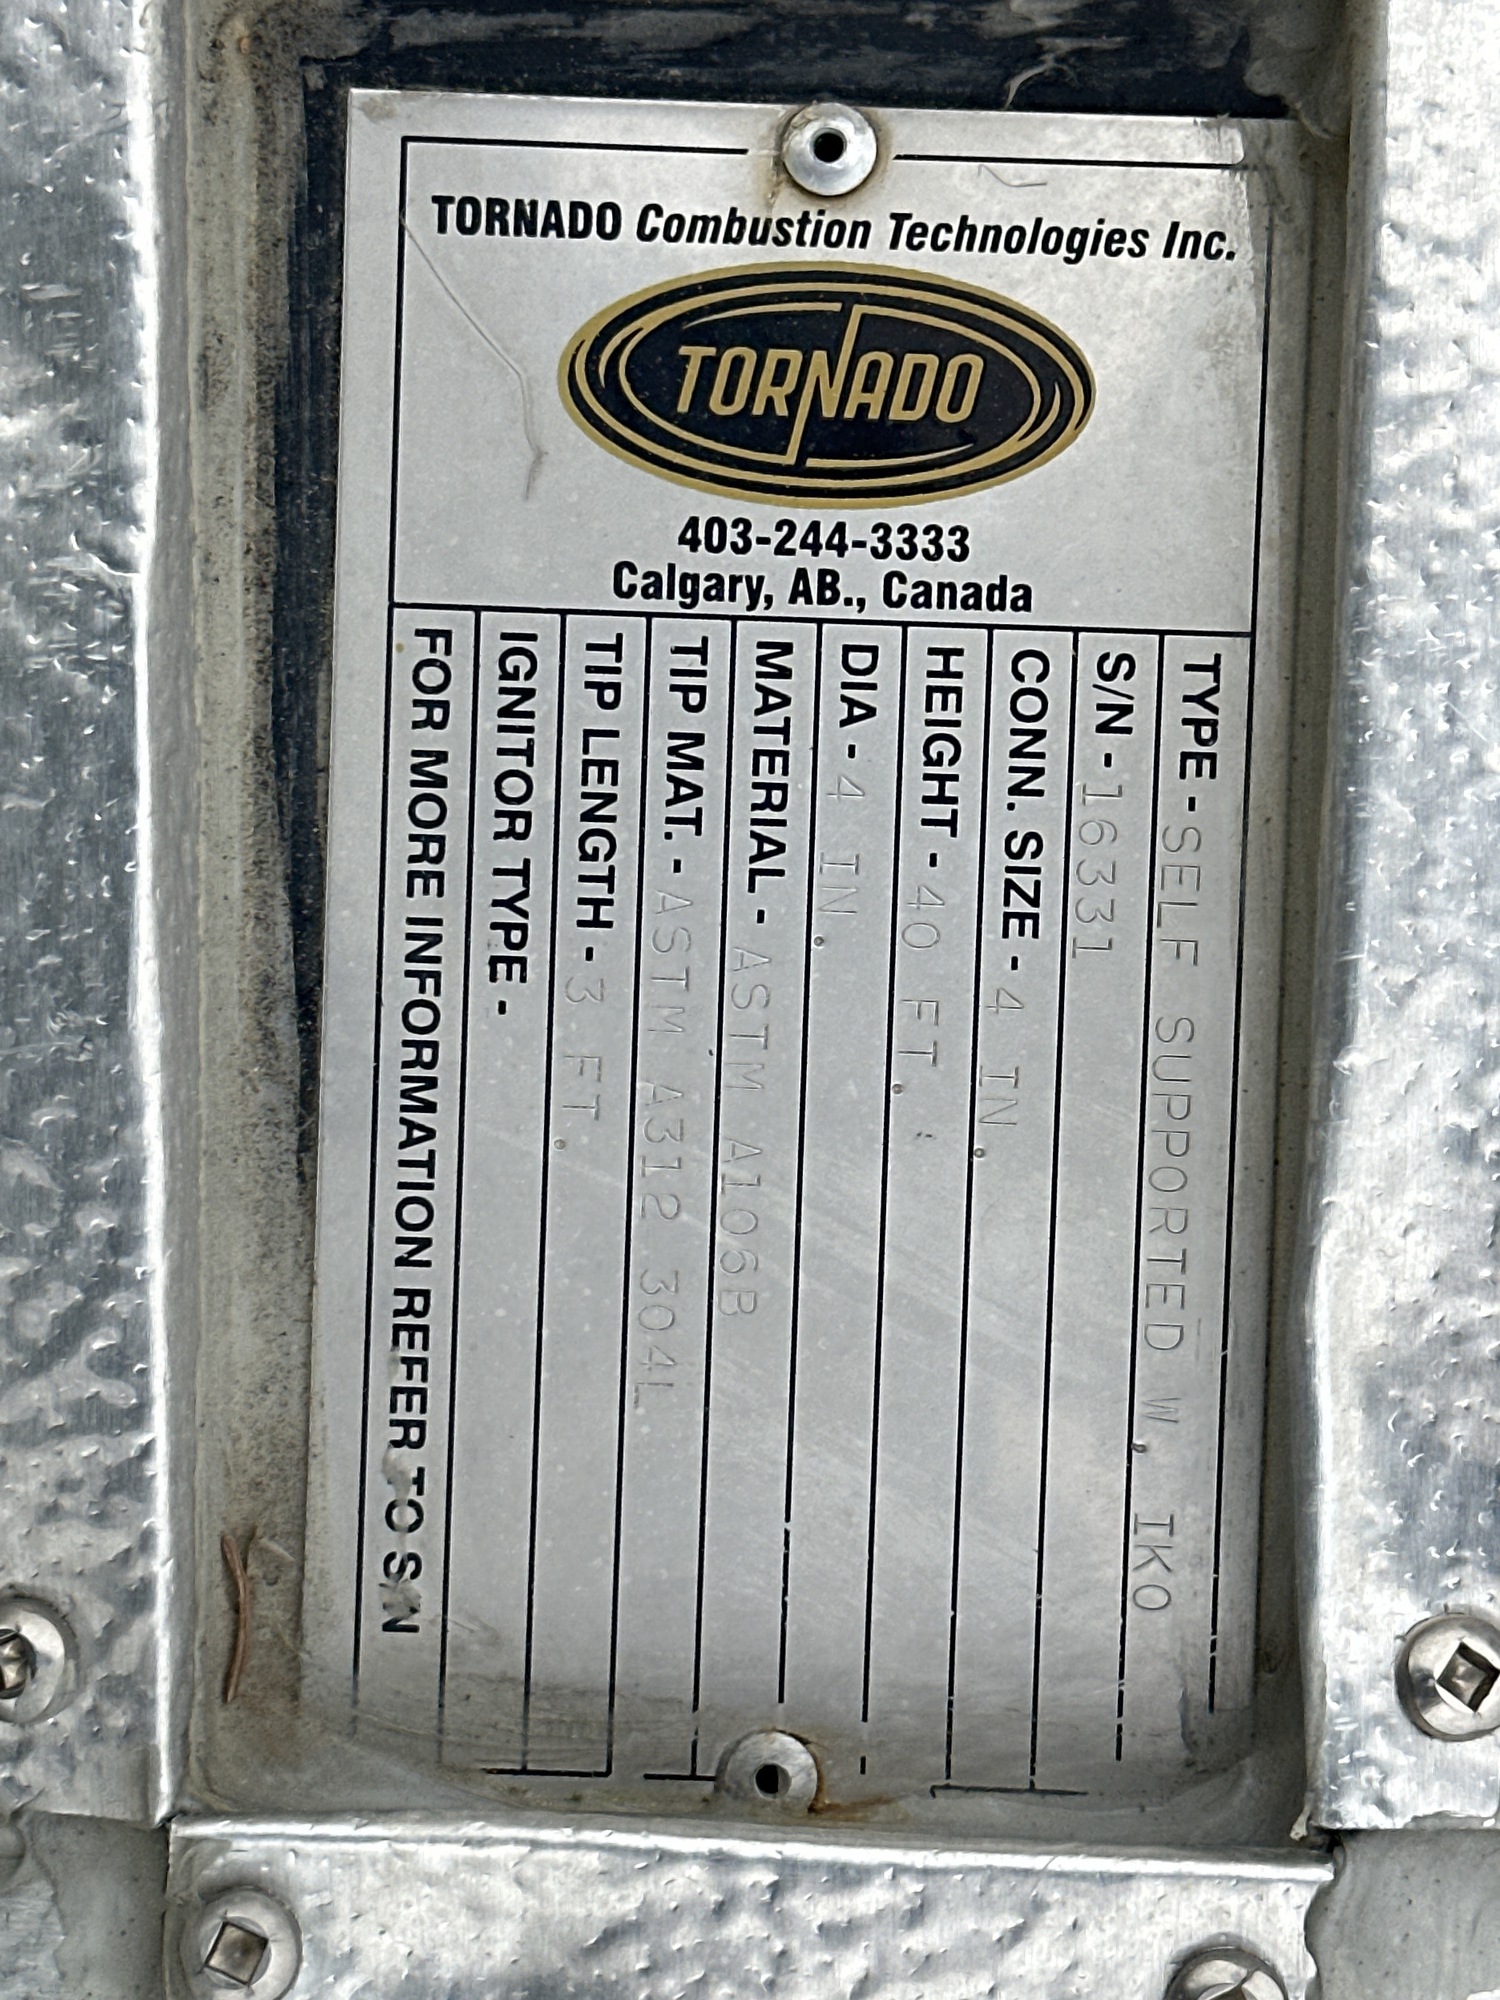 TORNADO Combustion Technologies Inc.
TORNADO
403-244-3333
Calgary, AB., Canada
TYPE - SELF SUPPORTED W, IKO
S/N - 16331
CONN. SIZE - 4 IN.
HEIGHT - 40 FT.
DIA - 4 IN.
MATERIAL - ASTM A106B
TIP MAT. - ASTM A312 304L
TIP LENGTH - 3 FT.
IGNITOR TYPE -
FOR MORE INFORMATION REFER TO S/N